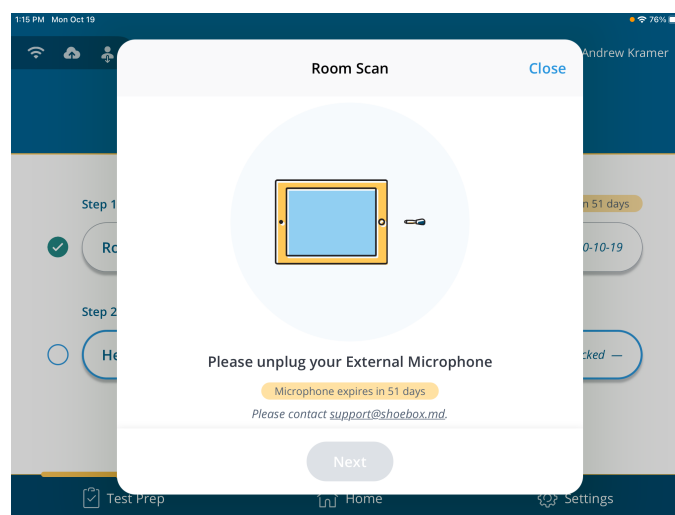 1:15 PM Mon Oct 19
76%
Andrew Kramer
Room Scan
Close
Step 1
n 51 days
Ro
0-10-19
Step 2
He
cked —
Please unplug your External Microphone
Microphone expires in 51 days
Please contact support@shoebox.md.
Next
Test Prep
Home
Settings